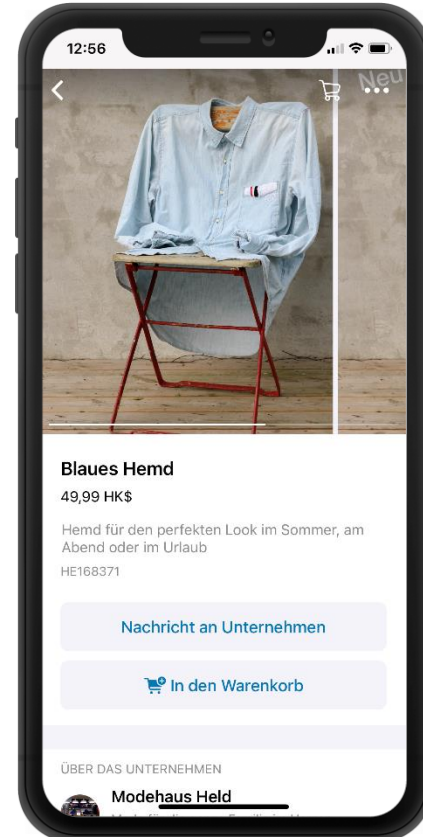 12:56
Neu
Blaues Hemd
49,99 HK$
Hemd für den perfekten Look im Sommer, am
Abend oder im Urlaub
HE168371
Nachricht an Unternehmen
In den Warenkorb
ÜBER DAS UNTERNEHMEN
Modehaus Held